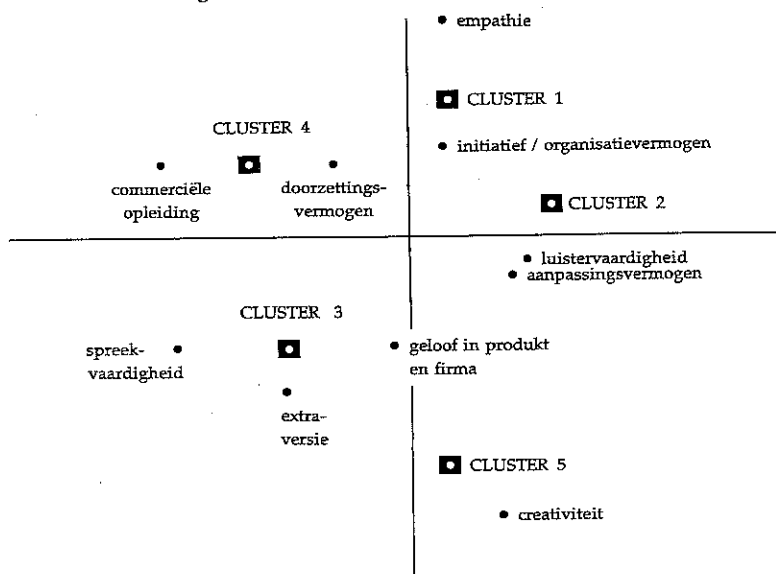 empathie
CLUSTER 1
CLUSTER 4
initiatief / organisatievermogen
commerciële
opleiding
doorzettings-
vermogen
CLUSTER 2
luistervaardigheid
aanpassingsvermogen
CLUSTER 3
spreek-
vaardigheid
geloof in produkt
en firma
extra-
versie
CLUSTER 5
creativiteit